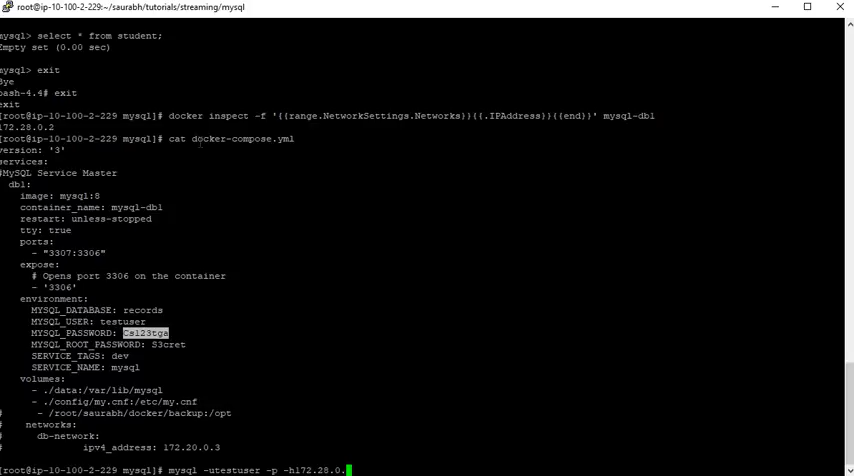 root@ip-10-100-2-229:~/saurabh/tutorials/streaming/mysql
mysql> select * from student;
Empty set (0.00 sec)
mysql> exit
Bye
bash-4.4# exit
exit
[root@ip-10-100-2-229 mysql]# docker inspect -f '{{range.NetworkSettings.Networks}}{{.IPAddress}}{{end}}' mysql-db1
172.28.0.2
[root@ip-10-100-2-229 mysql]# cat docker-compose.yml
version: '3'
services:
#MySQL Service Master
db1:
image: mysql:8
container_name: mysql-db1
restart: unless-stopped
tty: true
ports:
- "3307:3306"
expose:
# Opens port 3306 on the container
- '3306'
environment:
MYSQL_DATABASE: records
MYSQL_USER: testuser
MYSQL_PASSWORD: Cs123tga
MYSQL_ROOT_PASSWORD: S3cret
SERVICE_TAGS: dev
SERVICE_NAME: mysql
volumes:
- ./data:/var/lib/mysql
- ./config/my.cnf:/etc/my.cnf
# - /root/saurabh/docker/backup:/opt
# networks:
# db-network:
# ipv4_address: 172.20.0.3
[root@ip-10-100-2-229 mysql]# mysql -utestuser -p -h172.28.0.